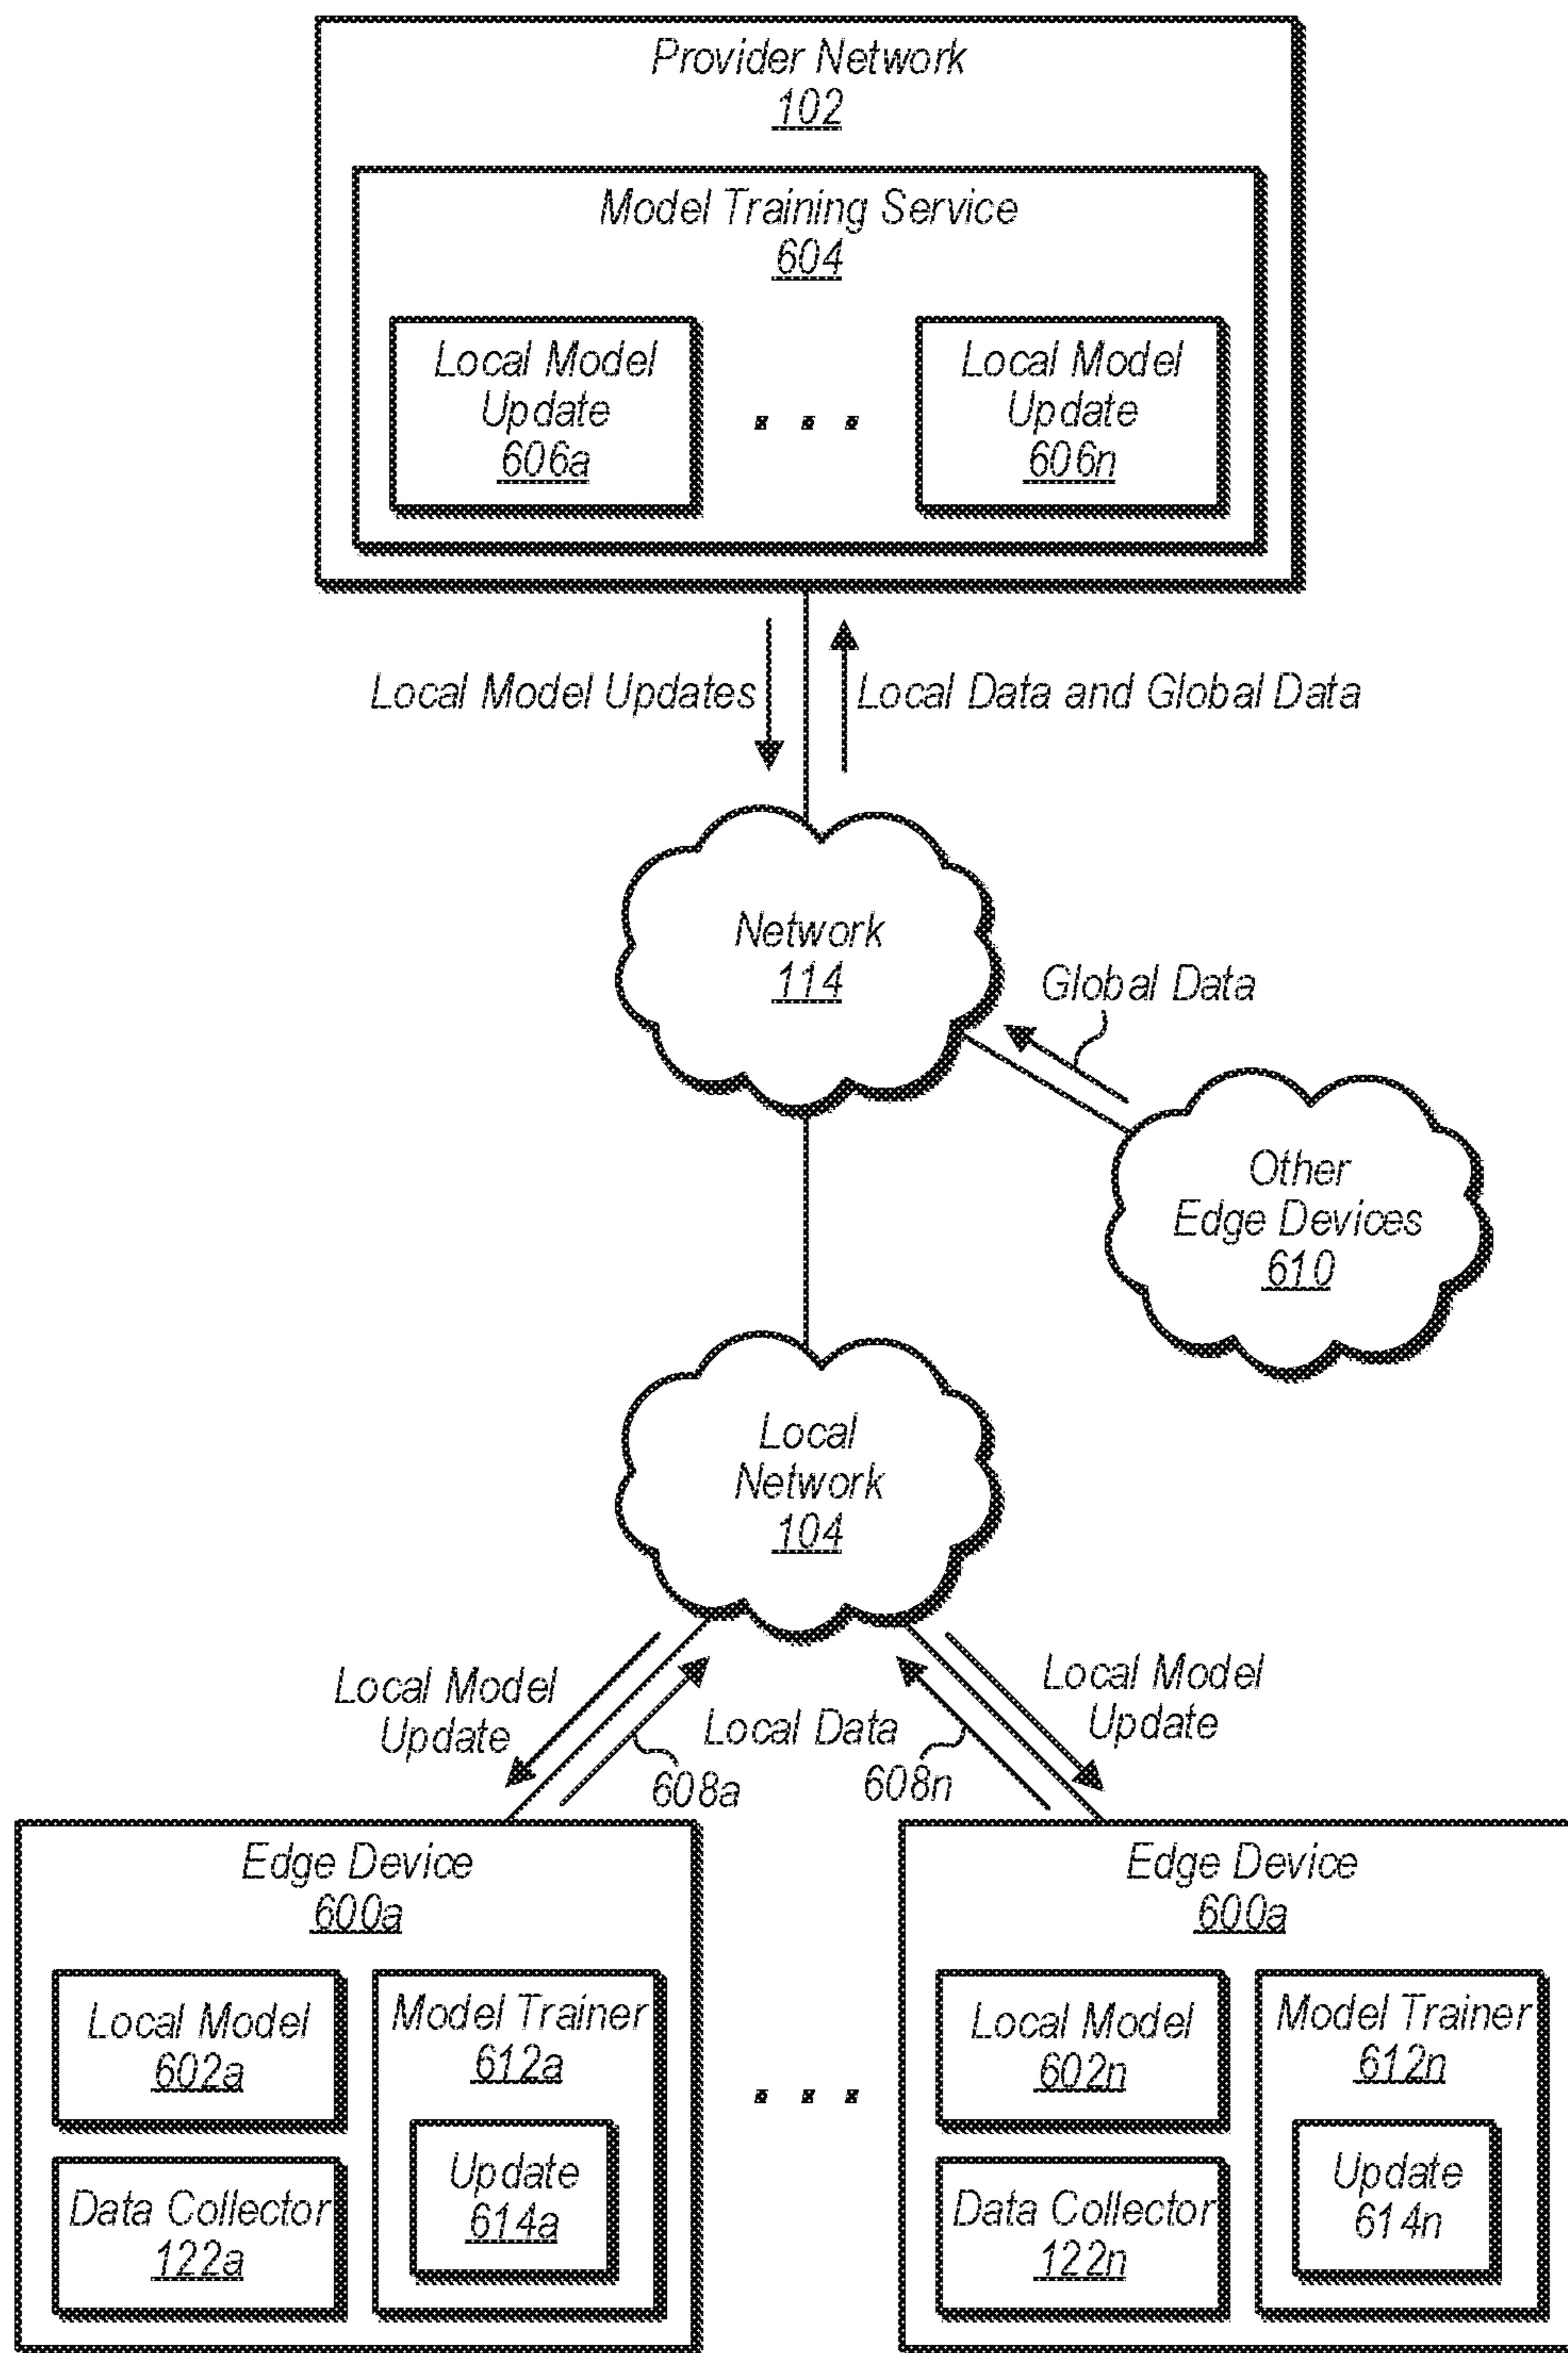 Provider Network
102
Model Training Service
604
Local Model
Update
606a
Local Model
Update
606n
Local Model Updates
Local Data and Global Data
Network
114
Global Data
Other
Edge Devices
610
Local
Network
104
Local Model
Update
Local Data
Local Model
Update
608a
608n
Edge Device
600a
Local Model
602a
Model Trainer
612a
Update
614a
Data Collector
122a
Edge Device
600a
Local Model
602n
Model Trainer
612n
Update
614n
Data Collector
122n